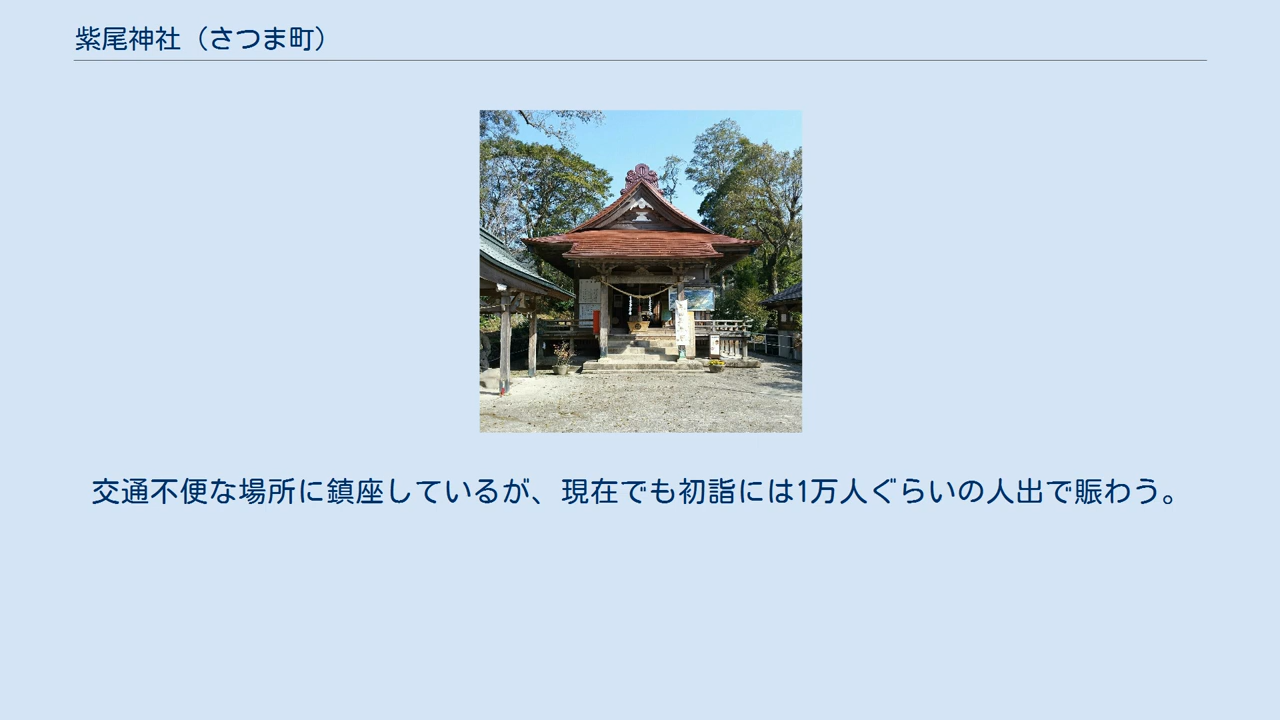 紫尾神社（さつま町）
交通不便な場所に鎮座しているが、現在でも初詣には1万人ぐらいの人出で賑わう。